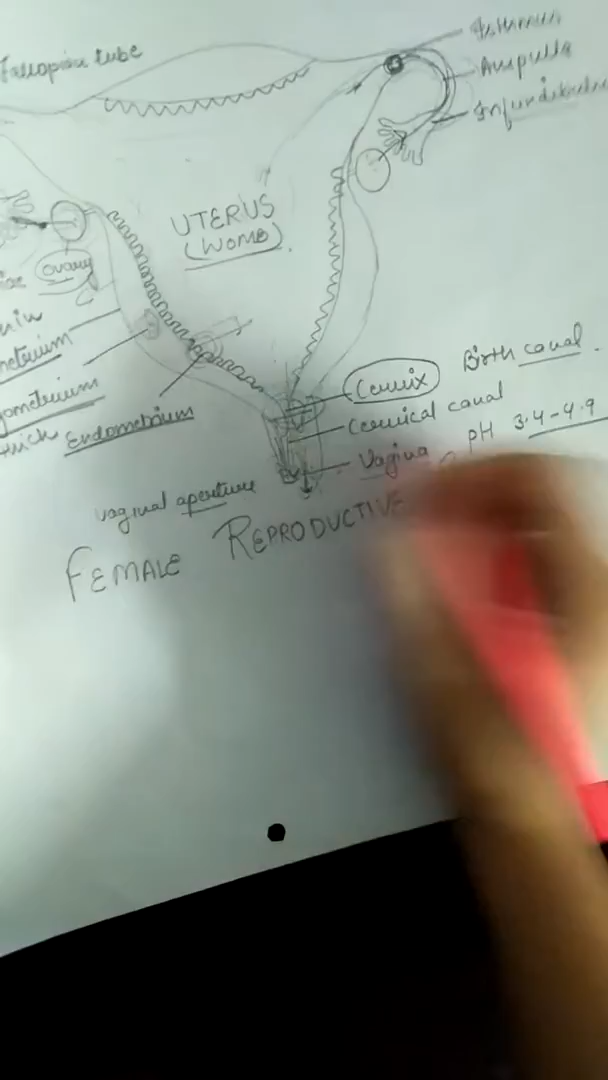 Fallopian tube
Isthmus
Ampulla
UTERUS
(WOMB)
ovary
Endometrium
Cervix
Birth canal
Cervical canal
Vagina
pH 3.4-4.9
vaginal aperture
FEMALE REPRODUCTIVE